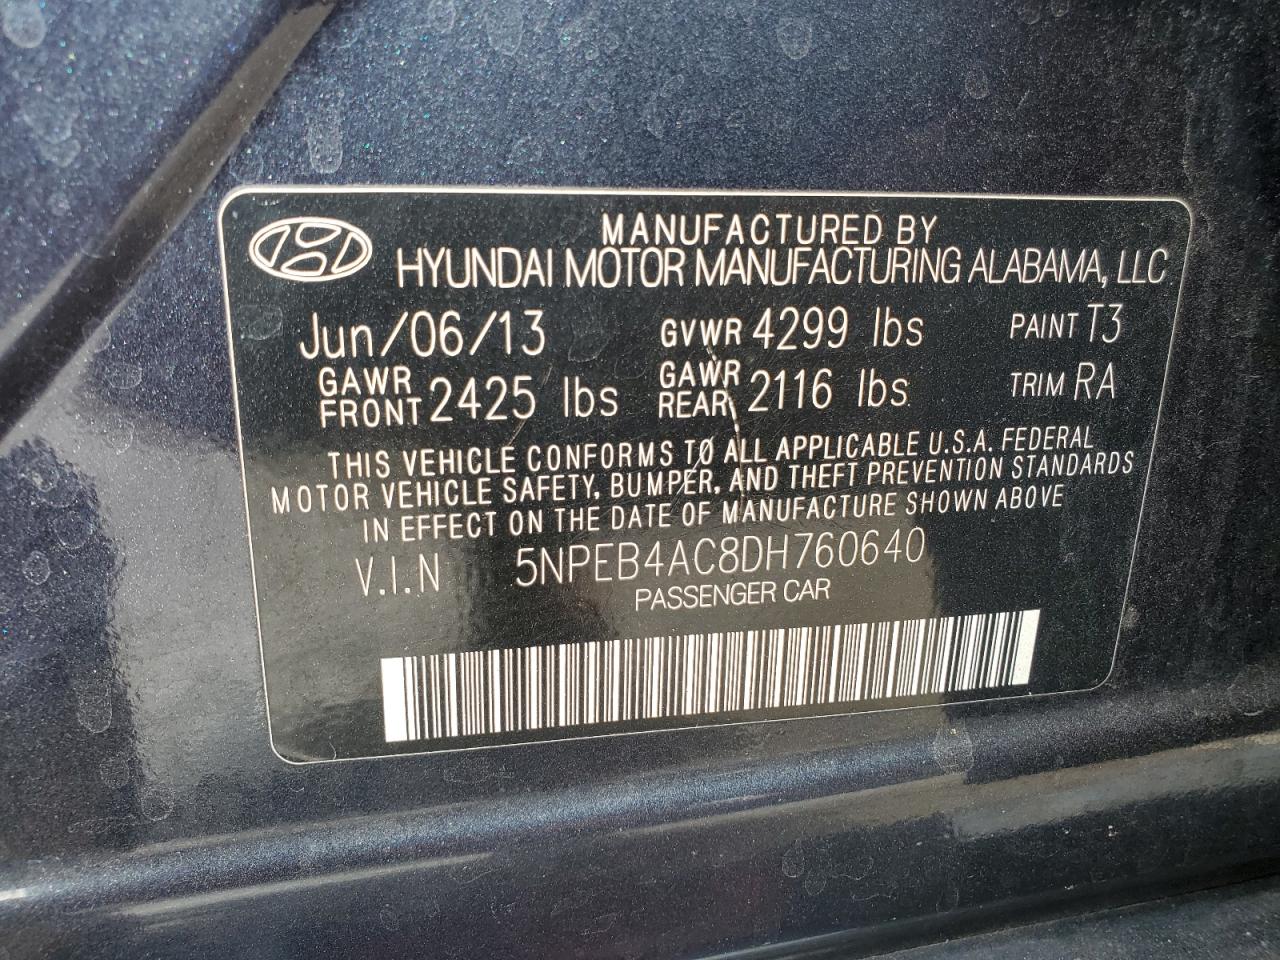 MANUFACTURED BY
HYUNDAI MOTOR MANUFACTURING ALABAMA, LLC
Jun/06/13 GVWR 4299 lbs PAINT T3
GAWR FRONT 2425 lbs GAWR REAR 2116 lbs TRIM RA
THIS VEHICLE CONFORMS TO ALL APPLICABLE U.S.A. FEDERAL
MOTOR VEHICLE SAFETY, BUMPER, AND THEFT PREVENTION STANDARDS
IN EFFECT ON THE DATE OF MANUFACTURE SHOWN ABOVE
V.I.N 5NPEB4AC8DH760640
PASSENGER CAR